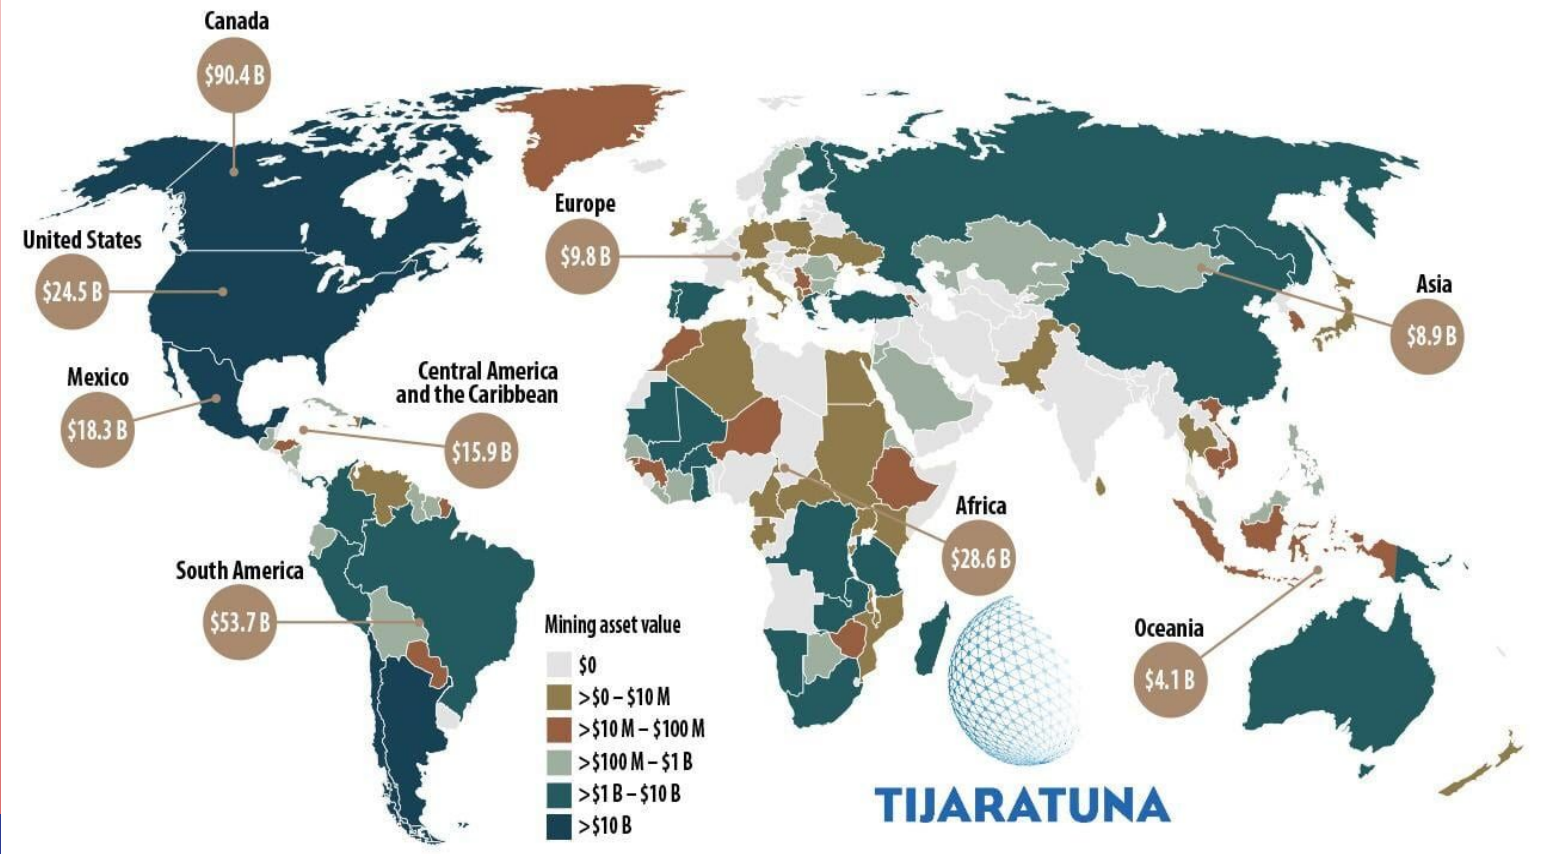 Canada
$90.4 B
United States
$24.5 B
Mexico
$18.3 B
Central America
and the Caribbean
$15.9 B
South America
$53.7 B
Europe
$9.8 B
Asia
$8.9 B
Africa
$28.6 B
Oceania
$4.1 B
Mining asset value
$0
>$0 – $10 M
>$10 M – $100 M
>$100 M – $1 B
>$1 B – $10 B
>$10 B
TIJARATUNA